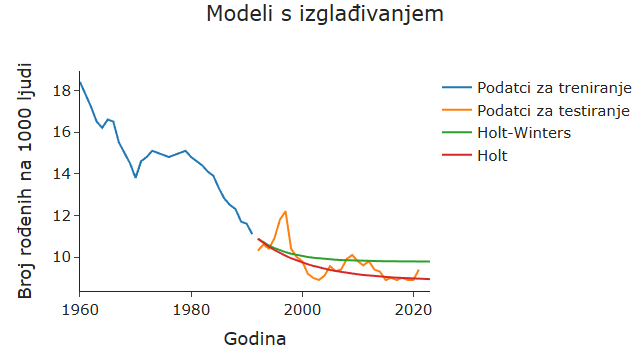 Modeli s izglađivanjem
Broj rođenih na 1000 ljudi
18
16
14
12
10
1960
1980
2000
2020
Godina
Podatci za treniranje
Podatci za testiranje
Holt-Winters
Holt